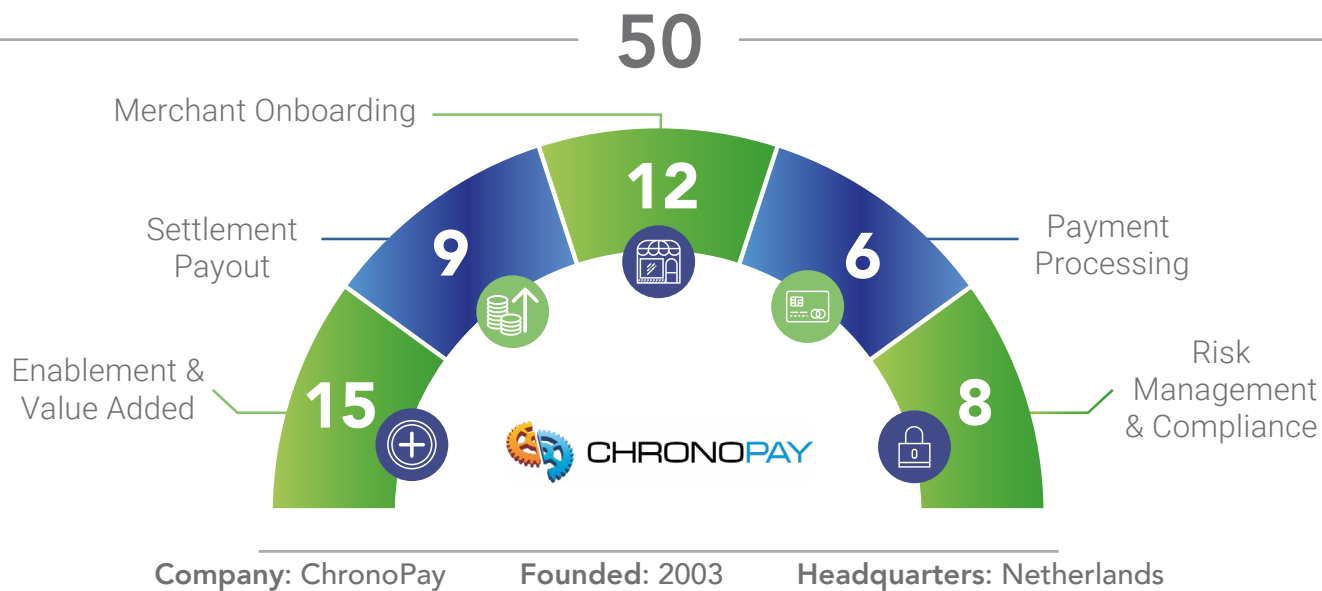 50
Merchant Onboarding
12
Settlement
Payout
9
6
Payment
Processing
Enablement &
Value Added
15
8
Risk
Management
& Compliance
0
CHRONOPAY
Company: ChronoPay Founded: 2003 Headquarters: Netherlands